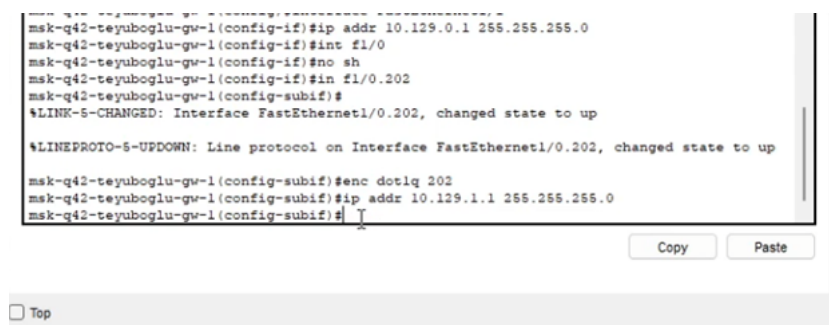 msk-q42-teyuboglu-gw-1(config-if)#ip addr 10.129.0.1 255.255.255.0
msk-q42-teyuboglu-gw-1(config-if)#int f1/0
msk-q42-teyuboglu-gw-1(config-if)#no sh
msk-q42-teyuboglu-gw-1(config-if)#in f1/0.202
msk-q42-teyuboglu-gw-1(config-subif)#
%LINK-5-CHANGED: Interface FastEthernet1/0.202, changed state to up
%LINEPROTO-5-UPDOWN: Line protocol on Interface FastEthernet1/0.202, changed state to up
msk-q42-teyuboglu-gw-1(config-subif)#enc dot1q 202
msk-q42-teyuboglu-gw-1(config-subif)#ip addr 10.129.1.1 255.255.255.0
msk-q42-teyuboglu-gw-1(config-subif)#
Copy Paste
Top